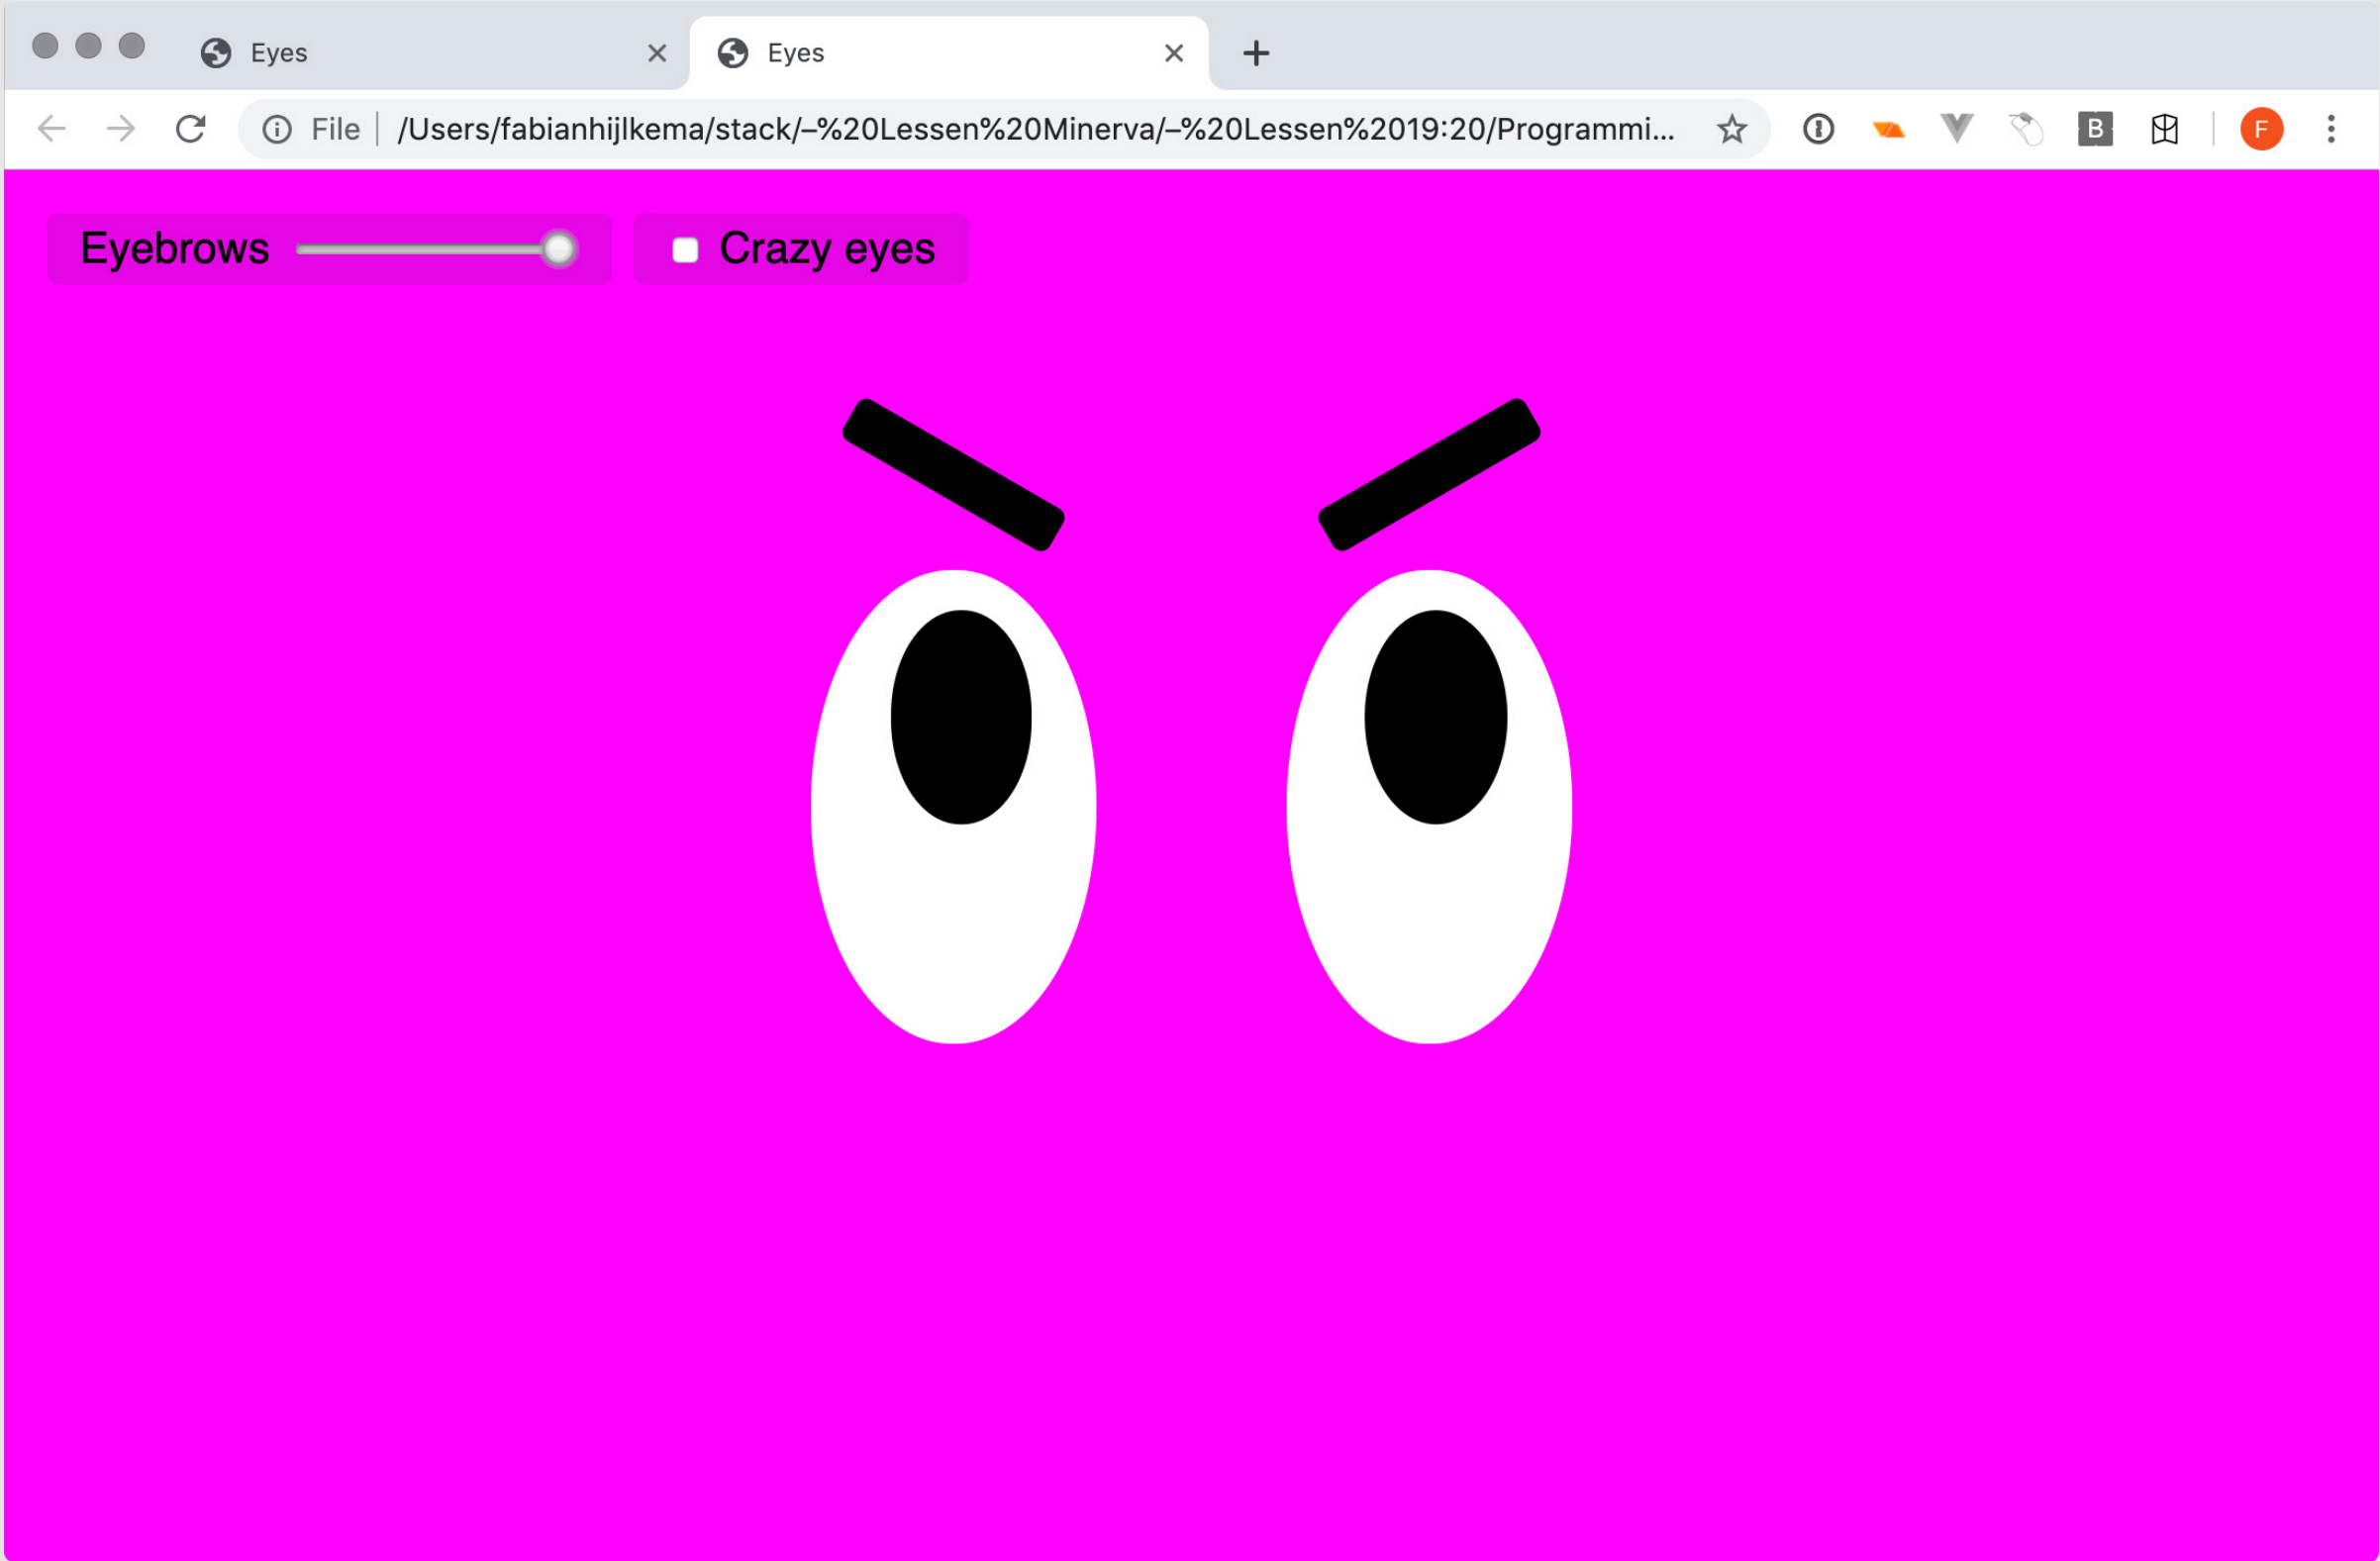 Eyes
Eyes
File /Users/fabianhijlkema/stack/–%20Lessen%20Minerva/–%20Lessen%2019:20/Programmi...
B
F
Eyebrows
Crazy eyes